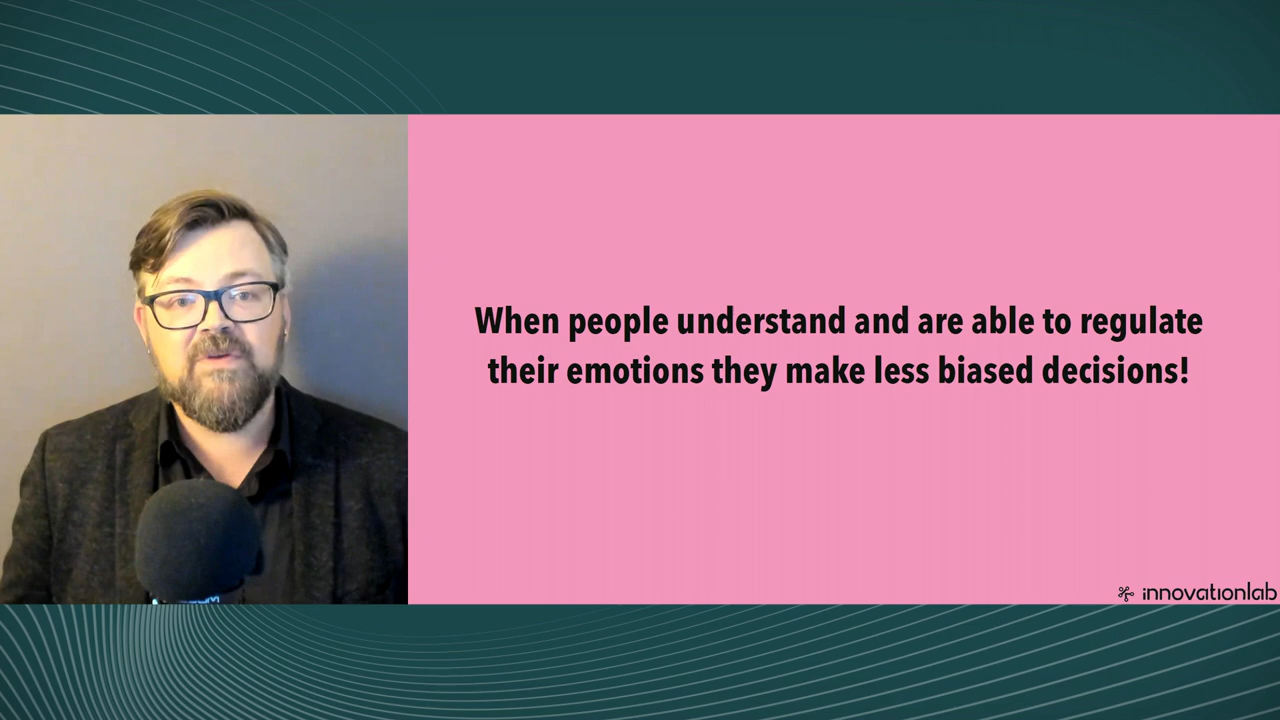 When people understand and are able to regulate
their emotions they make less biased decisions!
innovationlab